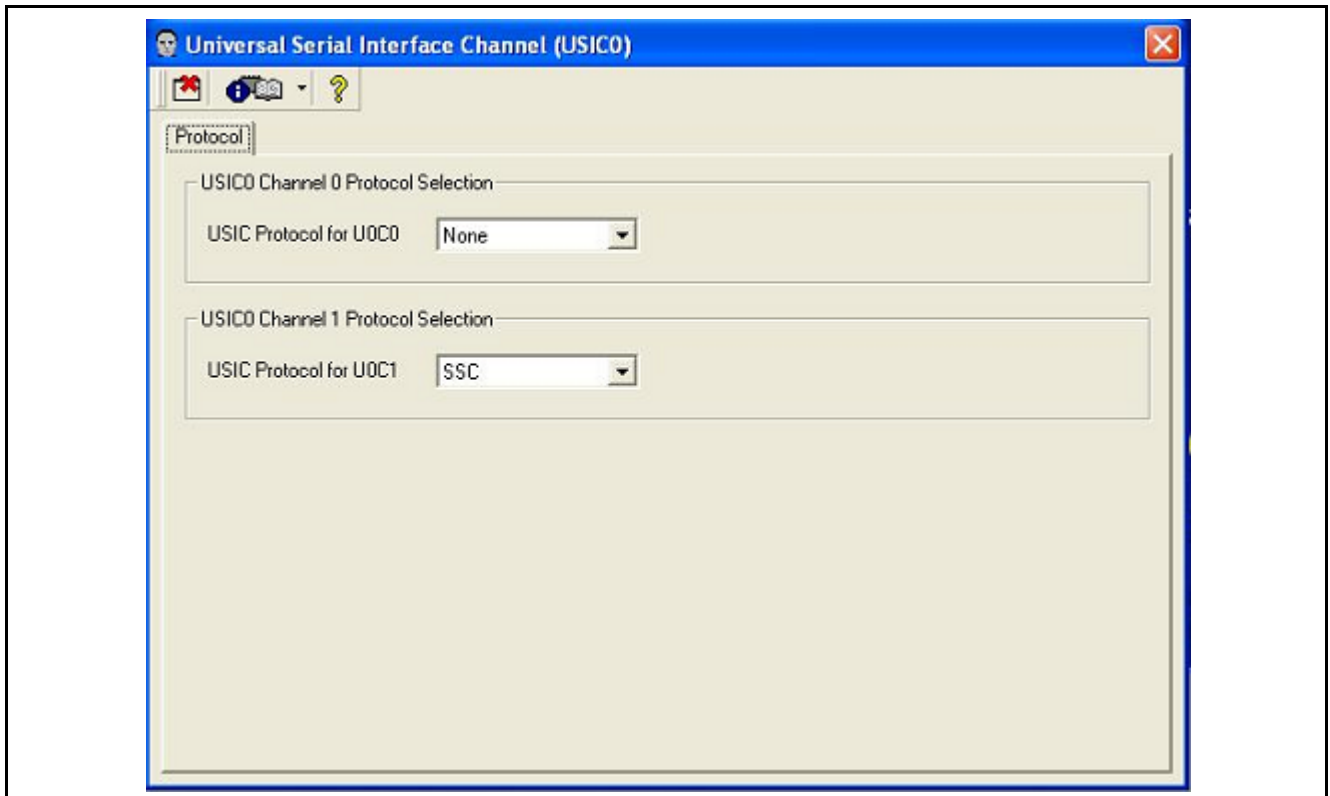 Universal Serial Interface Channel (USIC0)
Protocol
USIC0 Channel 0 Protocol Selection
USIC Protocol for U0C0
None
USIC0 Channel 1 Protocol Selection
USIC Protocol for U0C1
SSC